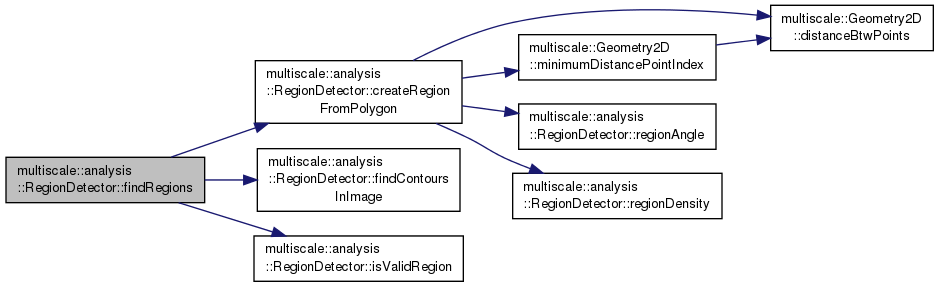 multiscale::analysis
::RegionDetector::findRegions
multiscale::analysis
::RegionDetector::createRegion
FromPolygon
multiscale::analysis
::RegionDetector::findContours
InImage
multiscale::analysis
::RegionDetector::isValidRegion
multiscale::Geometry2D
::minimumDistancePointIndex
multiscale::analysis
::RegionDetector::regionAngle
multiscale::analysis
::RegionDetector::regionDensity
multiscale::Geometry2D
::distanceBtwPoints